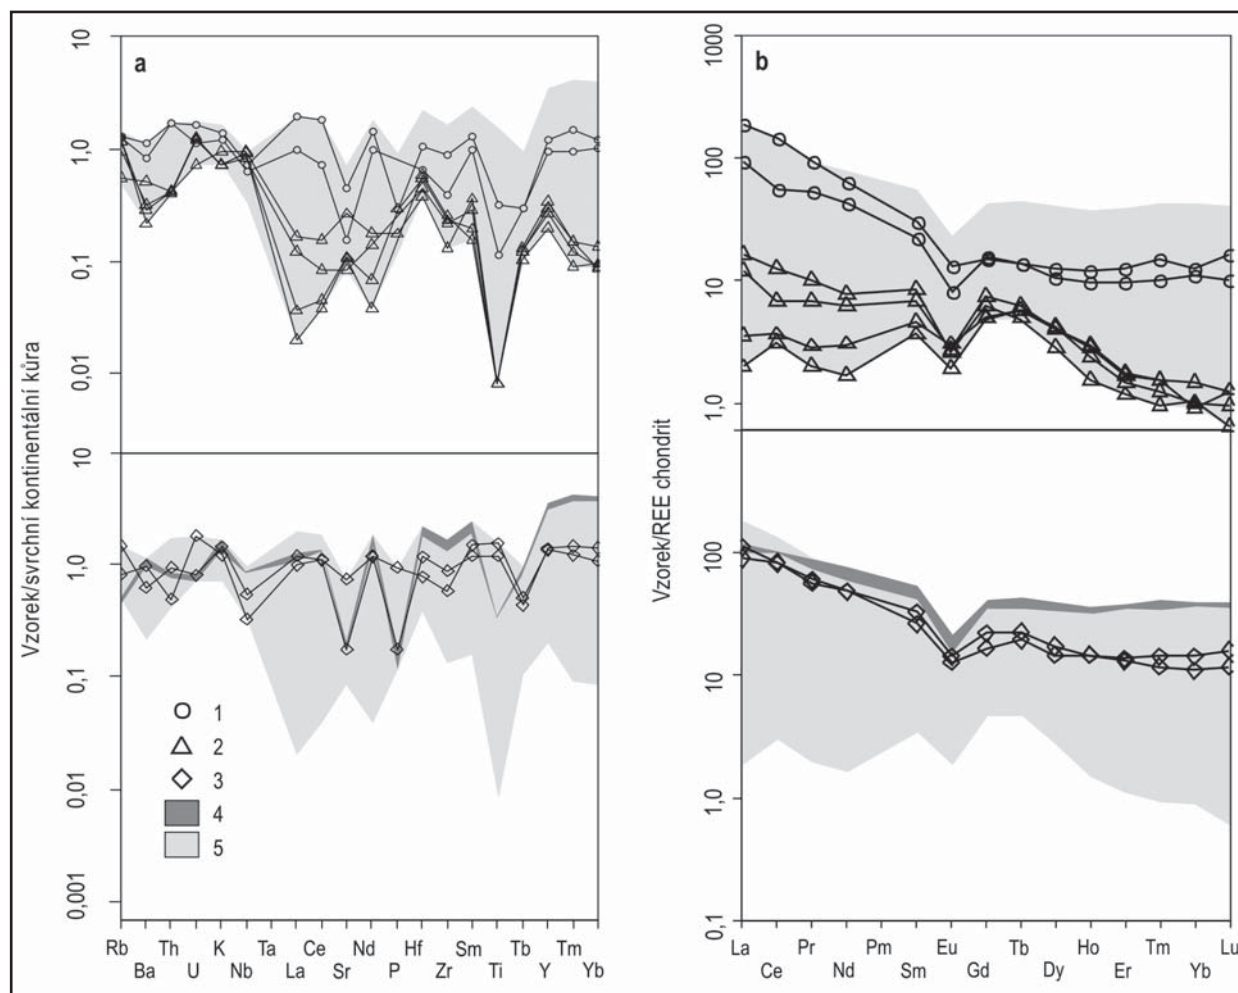 a
10
1,0
0,1
0,01
10
1,0
0,1
0,01
0,001
Vzorek/svrchní kontinentální kůra
1
2
3
4
5
Rb Th K Ta Ce Nd Hf Sm Tb Tm
Ba U Nb La Sr P Zr Ti Y Yb
b
1000
100
10
1,0
100
10
1,0
0,1
Vzorek/REE chondrit
La Pr Pm Eu Tb Ho Tm Lu
Ce Nd Sm Gd Dy Er Yb